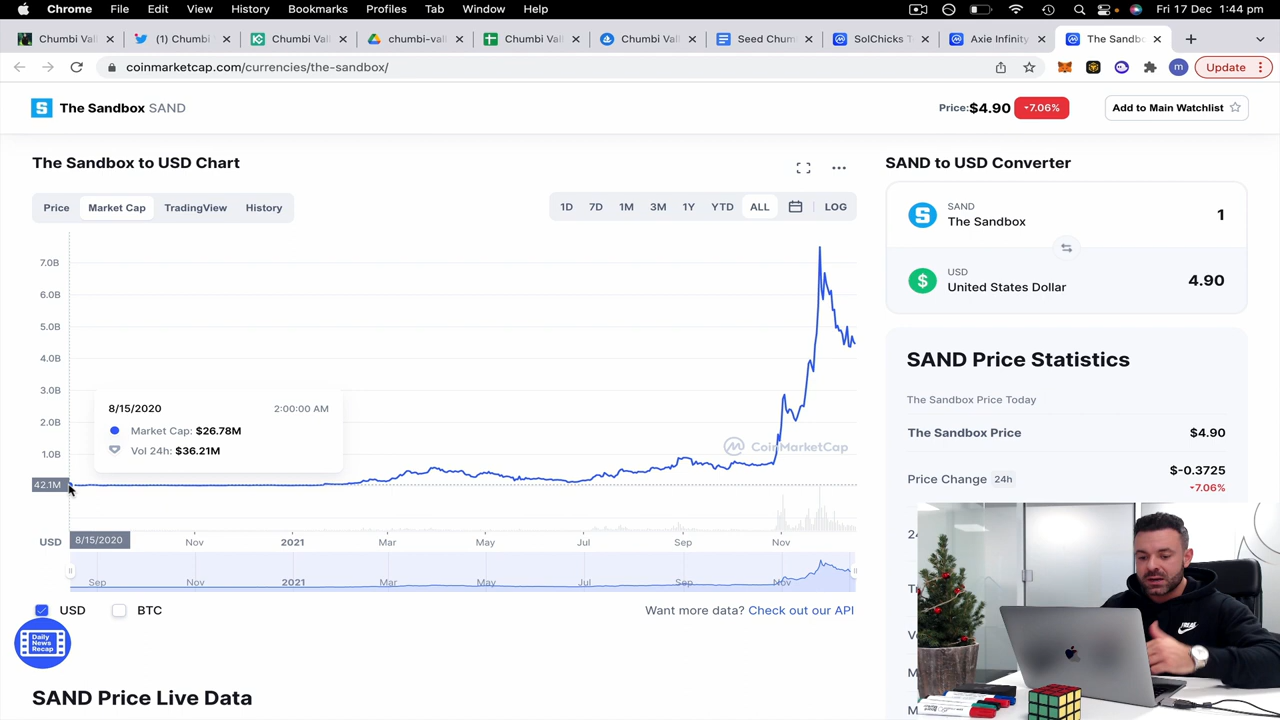 Chrome File Edit View History Bookmarks Profiles Tab Window Help Fri 17 Dec 1:44 pm
Chumbi Val (1) Chumbi Chumbi Val chumbi-vall Chumbi Vall Chumbi Vall Seed Chum SolChicks T Axie Infinity The Sandbo
coinmarketcap.com/currencies/the-sandbox/ m Update
The Sandbox SAND Price: $4.90 7.06% Add to Main Watchlist
The Sandbox to USD Chart
Price Market Cap TradingView History
1D 7D 1M 3M 1Y YTD ALL LOG
7.0B
6.0B
5.0B
4.0B
3.0B
2.0B
1.0B
42.1M
8/15/2020 2:00:00 AM
Market Cap: $26.78M
Vol 24h: $36.21M
CoinMarketCap
USD 8/15/2020 Nov 2021 Mar May Jul Sep Nov
Sep Nov 2021 Mar May Jul Sep Nov
USD BTC
Want more data? Check out our API
Daily
News
Recap
SAND Price Live Data
SAND to USD Converter
SAND
The Sandbox
1
USD
United States Dollar
4.90
SAND Price Statistics
The Sandbox Price Today
The Sandbox Price $4.90
Price Change 24h $-0.3725
7.06%